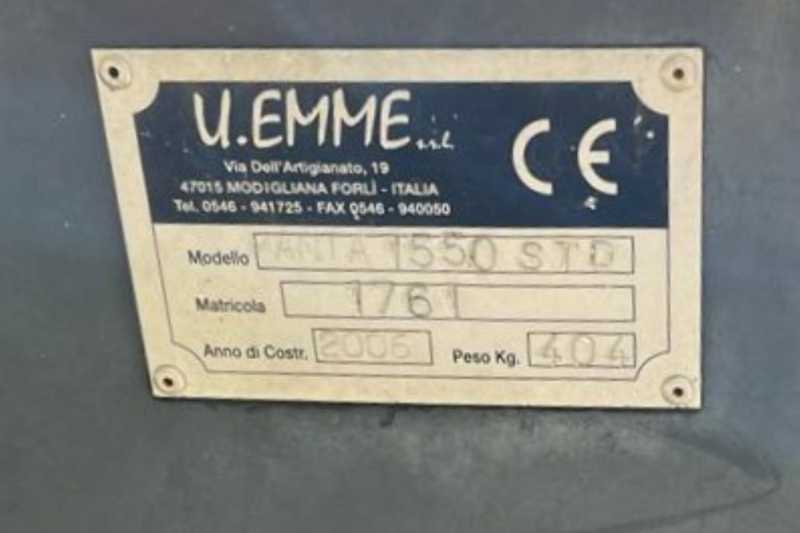 U.EMME s.r.l.
Via Dell'Artigianato, 19
47015 MODIGLIANA FORLÌ - ITALIA
Tel. 0546 - 941725 - FAX 0546 - 940050
CE
Modello MANTA 1550 STD
Matricola 1761
Anno di Costr. 2006 Peso Kg. 404